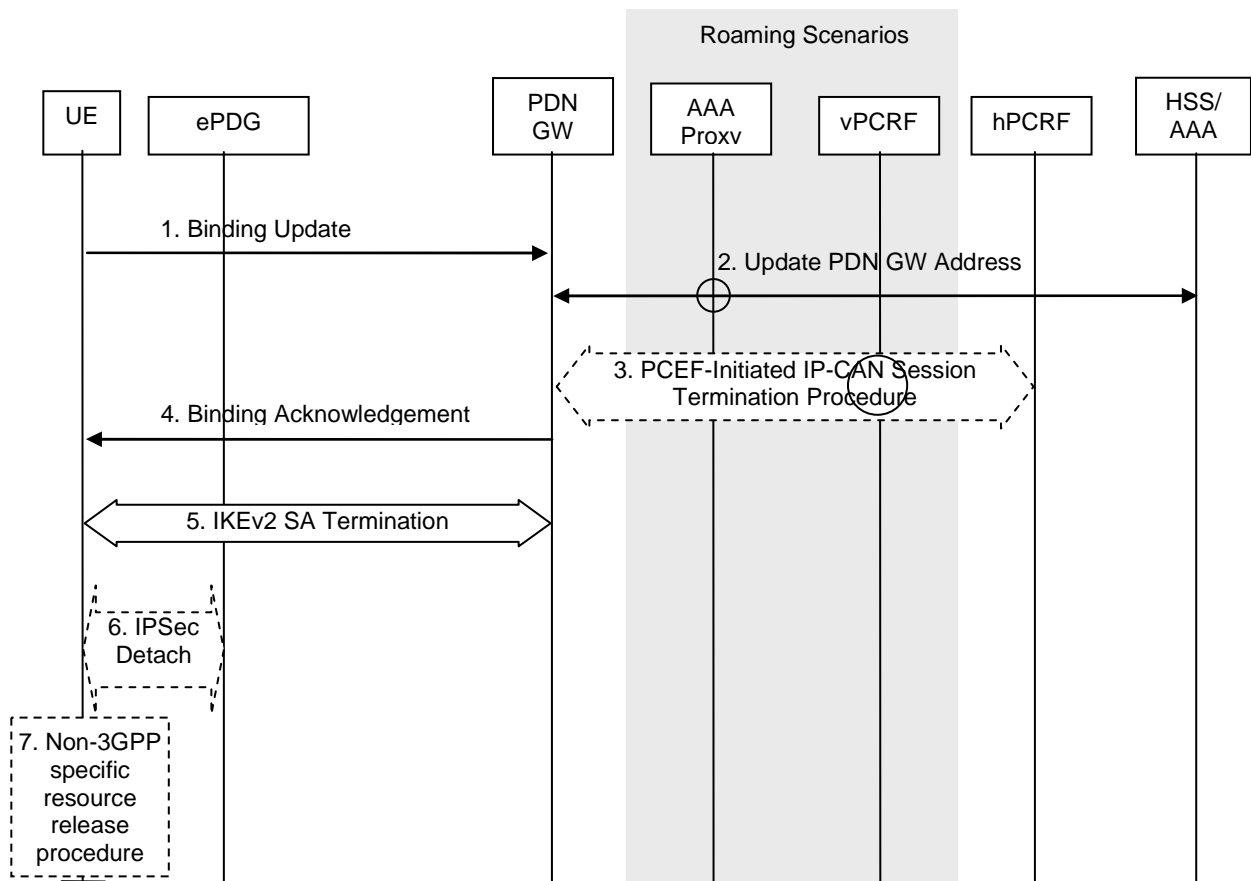 Roaming Scenarios
UE
ePDG
PDN
GW
AAA
Proxy
vPCRF
hPCRF
HSS/
AAA
1. Binding Update
2. Update PDN GW Address
3. PCEF-Initiated IP-CAN Session
Termination Procedure
4. Binding Acknowledgement
5. IKEv2 SA Termination
6. IPSec
Detach
7. Non-3GPP
specific
resource
release
procedure